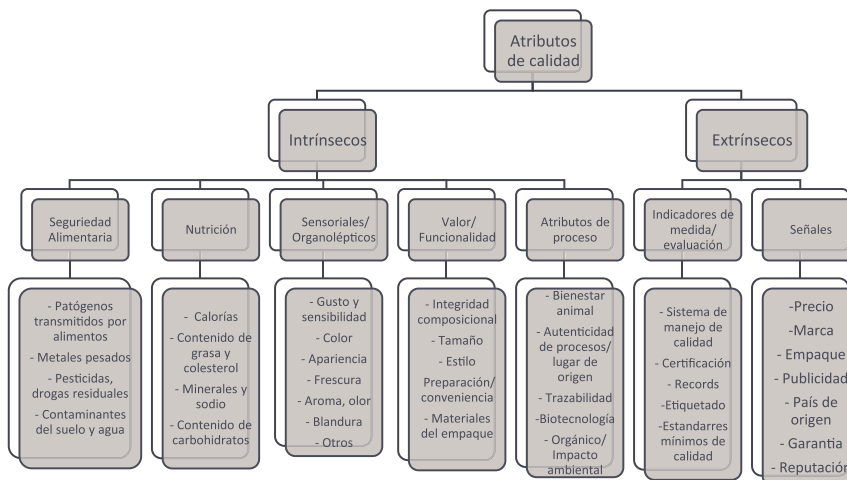 Atributos
de calidad
Intrínsecos
Extrínsecos
Seguriedad
Alimentaria
Nutrición
Sensoriales/
Organolépticos
Valor/
Funcionalidad
Atributos de
proceso
Indicadores de
medida/
evaluación
Señales
- Patógenos
transmitidos por
alimentos
- Metales pesados
- Pesticidas,
drogas residuales
- Contaminantes
del suelo y agua
- Calorías
- Contenido de
grasa y
colesterol
- Minerales y
sodio
- Contenido de
carbohidratos
- Gusto y
sensibilidad
- Color
- Apariencia
- Frescura
- Aroma, olor
- Blandura
- Otros
- Integridad
composicional
- Tamaño
- Estilo
Preparación/
conveniencia
- Materiales
del empaque
- Bienestar
animal
- Autenticidad
de procesos/
lugar de
origen
- Trazabilidad
-Biotecnología
- Orgánico/
Impacto
ambiental
- Sistema de
manejo de
calidad
- Certificación
- Records
-Etiquetado
-Estandarres
mínimos de
calidad
-Precio
-Marca
- Empaque
- Publicidad
- País de
origen
- Garantia
- Reputación